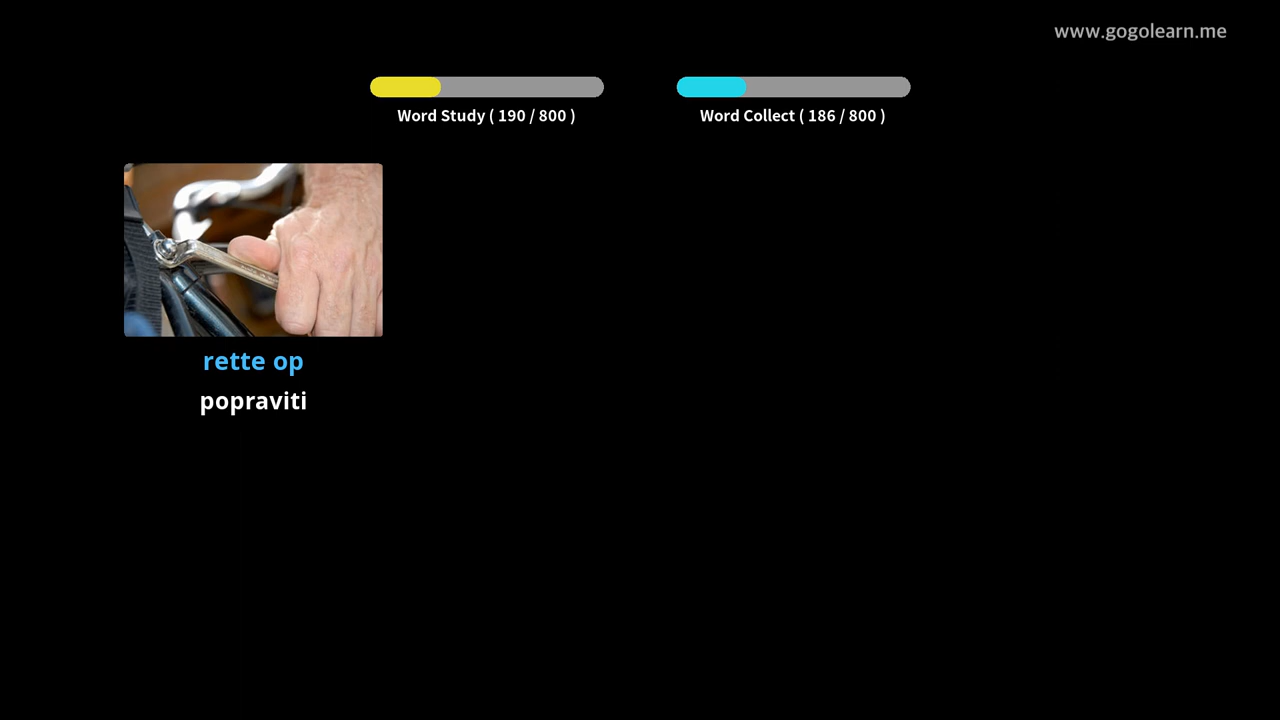 www.gogolearn.me
Word Study ( 190 / 800 )
Word Collect ( 186 / 800 )
rette op
popraviti